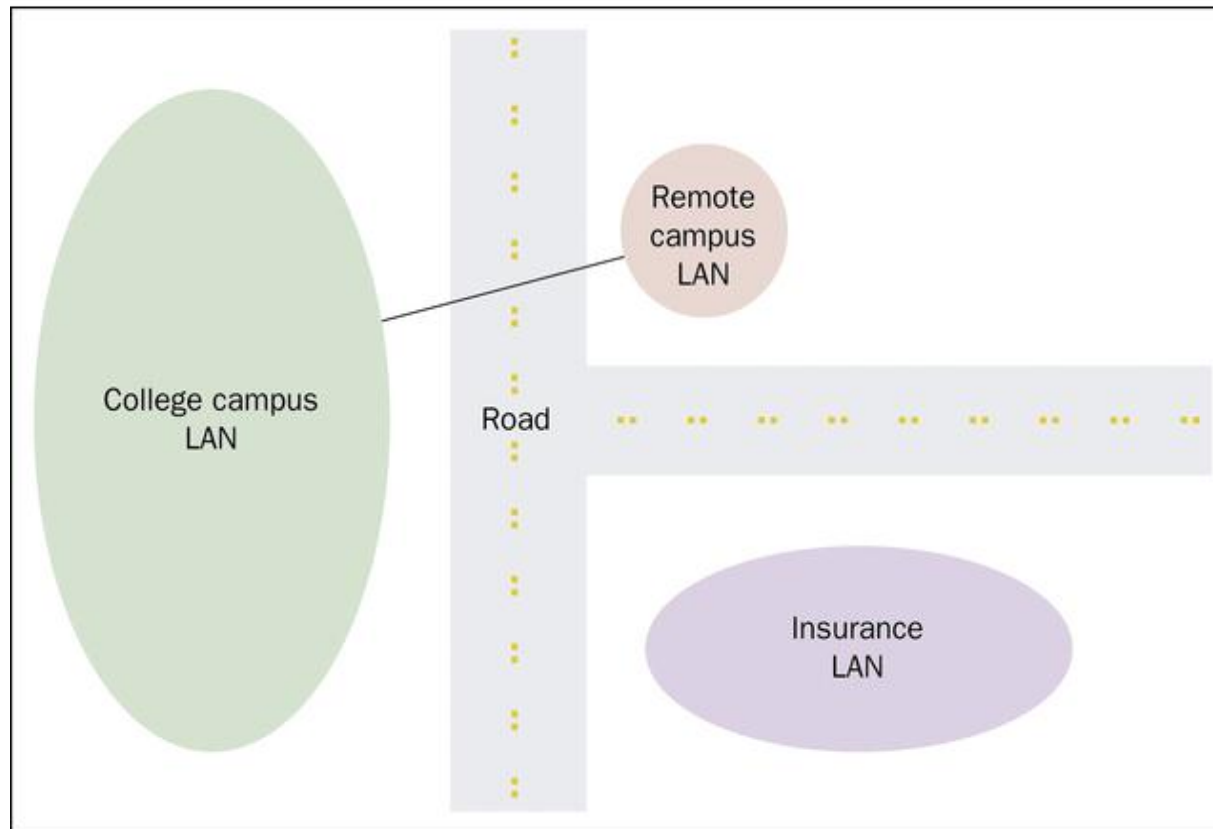 Remote
campus
LAN
College campus
LAN
Road
Insurance
LAN